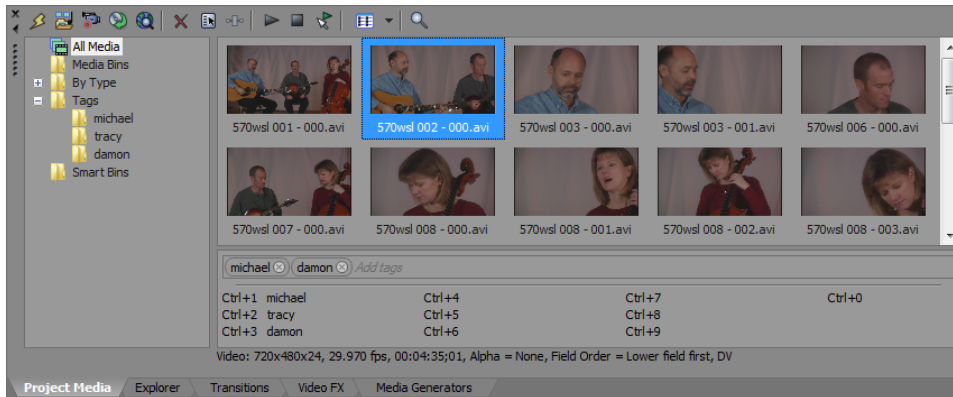 All Media
Media Bins
By Type
Tags
michael
tracy
damon
Smart Bins
570wsl 001 - 000.avi
570wsl 002 - 000.avi
570wsl 003 - 000.avi
570wsl 003 - 001.avi
570wsl 006 - 000.avi
570wsl 007 - 000.avi
570wsl 008 - 000.avi
570wsl 008 - 001.avi
570wsl 008 - 002.avi
570wsl 008 - 003.avi
michael damon Add tags
Ctrl+1 michael Ctrl+4 Ctrl+7 Ctrl+0
Ctrl+2 tracy Ctrl+5 Ctrl+8
Ctrl+3 damon Ctrl+6 Ctrl+9
Video: 720x480x24, 29.970 fps, 00:04:35;01, Alpha = None, Field Order = Lower field first, DV
Project Media Explorer Transitions Video FX Media Generators